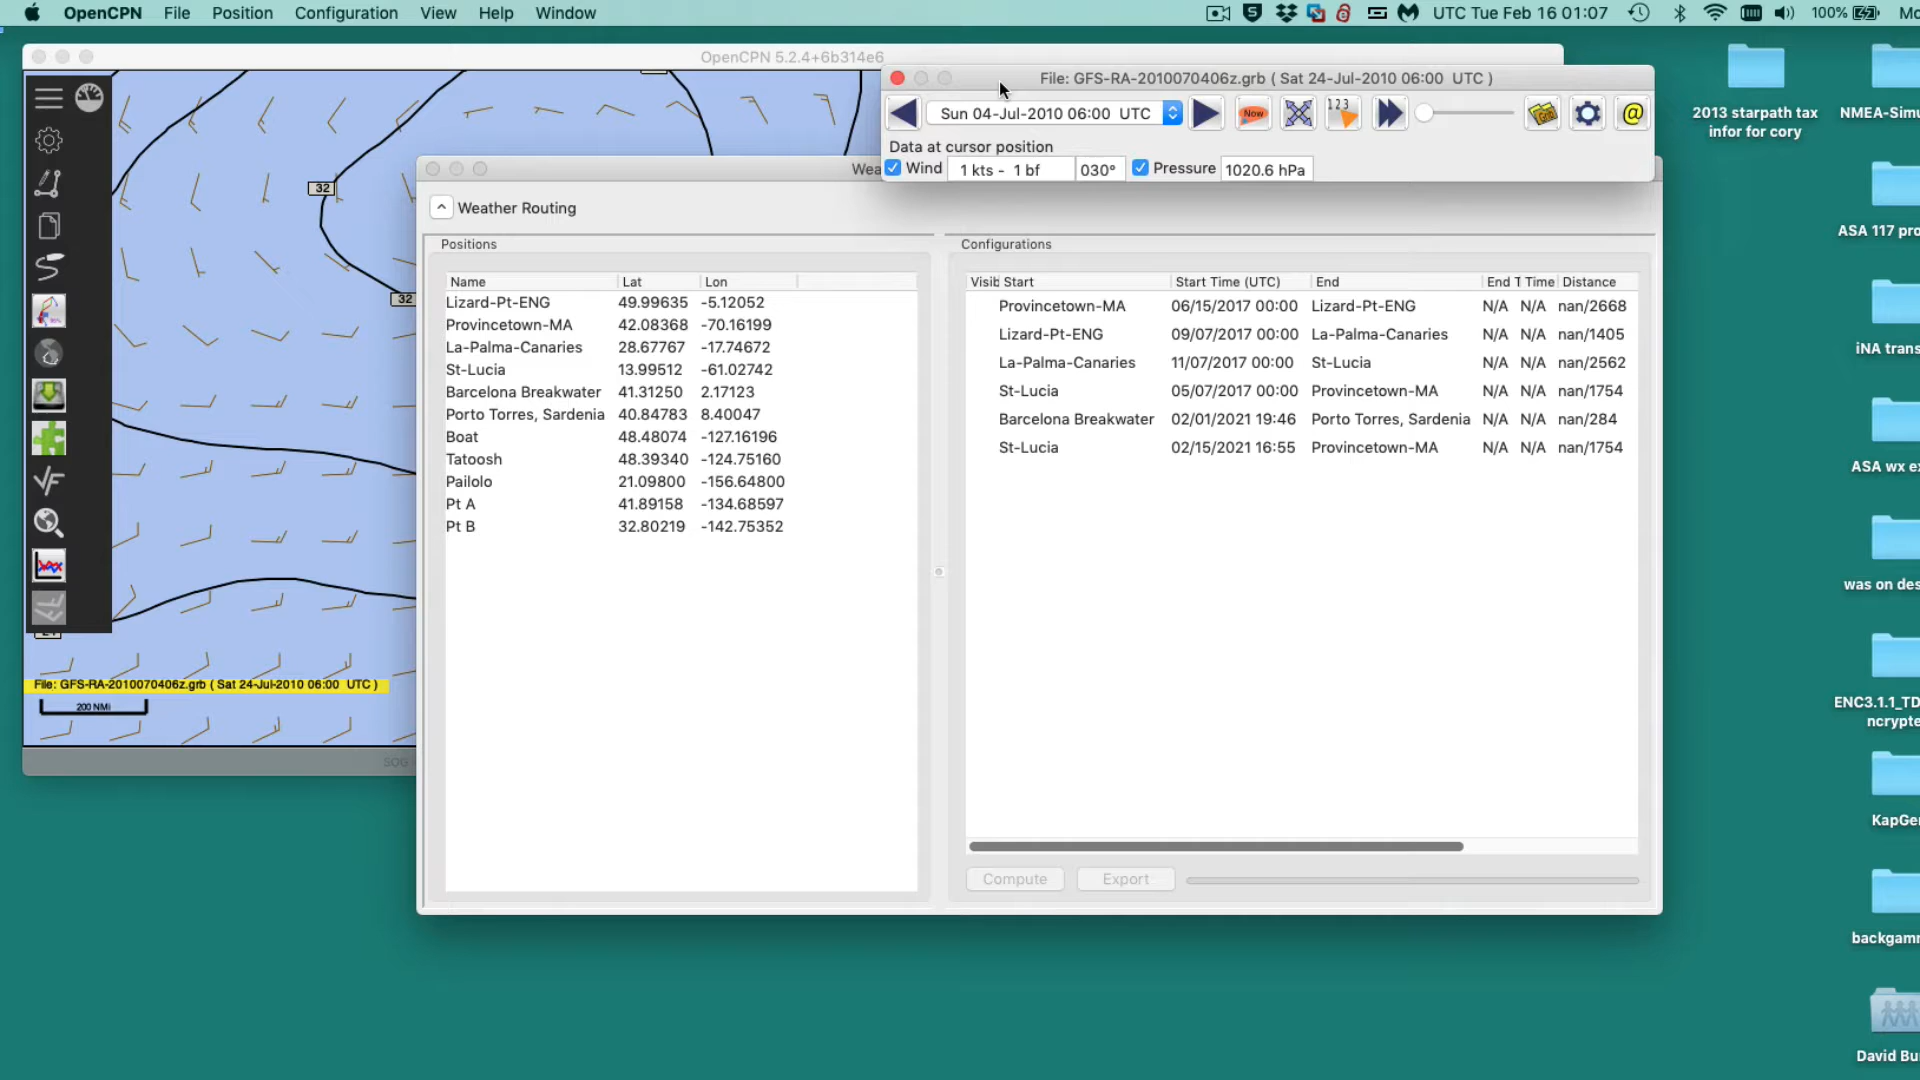 OpenCPN File Position Configuration View Help Window UTC Tue Feb 16 01:07 100%
OpenCPN 5.2.4+6b314e6
File: GFS-RA-2010070406z.grb ( Sat 24-Jul-2010 06:00 UTC )
Sun 04-Jul-2010 06:00 UTC Now 123 @
Data at cursor position
Wind 1 kts - 1 bf 030° Pressure 1020.6 hPa
Weather Routing
Positions
Name Lat Lon
Lizard-Pt-ENG 49.99635 -5.12052
Provincetown-MA 42.08368 -70.16199
La-Palma-Canaries 28.67767 -17.74672
St-Lucia 13.99512 -61.02742
Barcelona Breakwater 41.31250 2.17123
Porto Torres, Sardenia 40.84783 8.40047
Boat 48.48074 -127.16196
Tatoosh 48.39340 -124.75160
Pailolo 21.09800 -156.64800
Pt A 41.89158 -134.68597
Pt B 32.80219 -142.75352
Configurations
Visib Start Start Time (UTC) End End T Time Distance
Provincetown-MA 06/15/2017 00:00 Lizard-Pt-ENG N/A N/A nan/2668
Lizard-Pt-ENG 09/07/2017 00:00 La-Palma-Canaries N/A N/A nan/1405
La-Palma-Canaries 11/07/2017 00:00 St-Lucia N/A N/A nan/2562
St-Lucia 05/07/2017 00:00 Provincetown-MA N/A N/A nan/1754
Barcelona Breakwater 02/01/2021 19:46 Porto Torres, Sardenia N/A N/A nan/284
St-Lucia 02/15/2021 16:55 Provincetown-MA N/A N/A nan/1754
Compute Export
32
32
File: GFS-RA-2010070406z.grb ( Sat 24-Jul-2010 06:00 UTC )
200 NMi
SOG
2013 starpath tax
infor for cory
NMEA-Simu
ASA 117 pro
iNA trans
ASA wx ex
was on des
ENC3.1.1_TD
ncrypte
KapGe
backgamm
David Bu